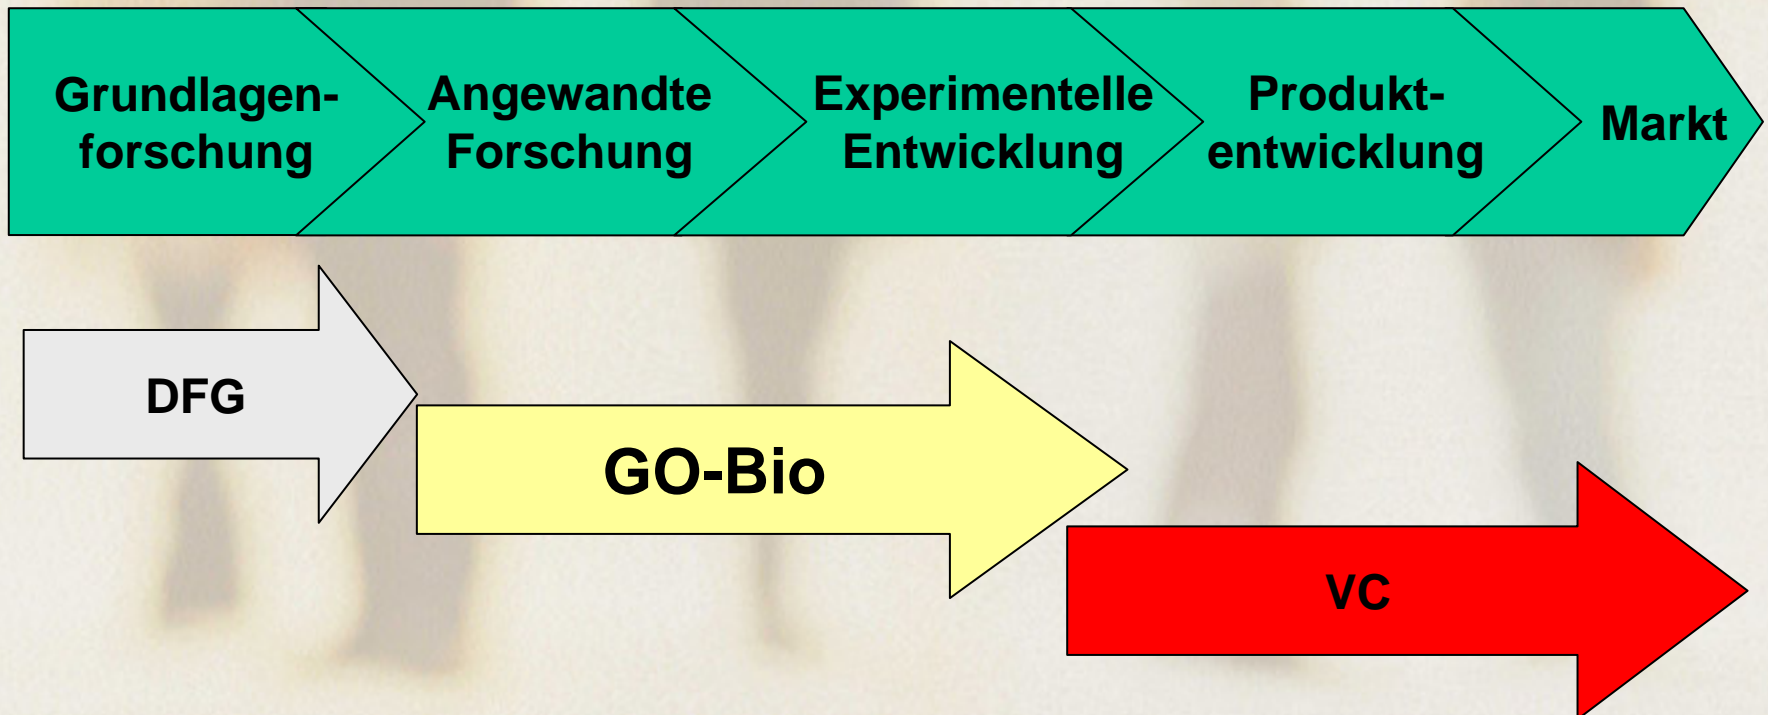 Grundlagen-
forschung
Angewandte
Forschung
Experimentelle
Entwicklung
Produkt-
entwicklung
Markt
DFG
GO-Bio
VC